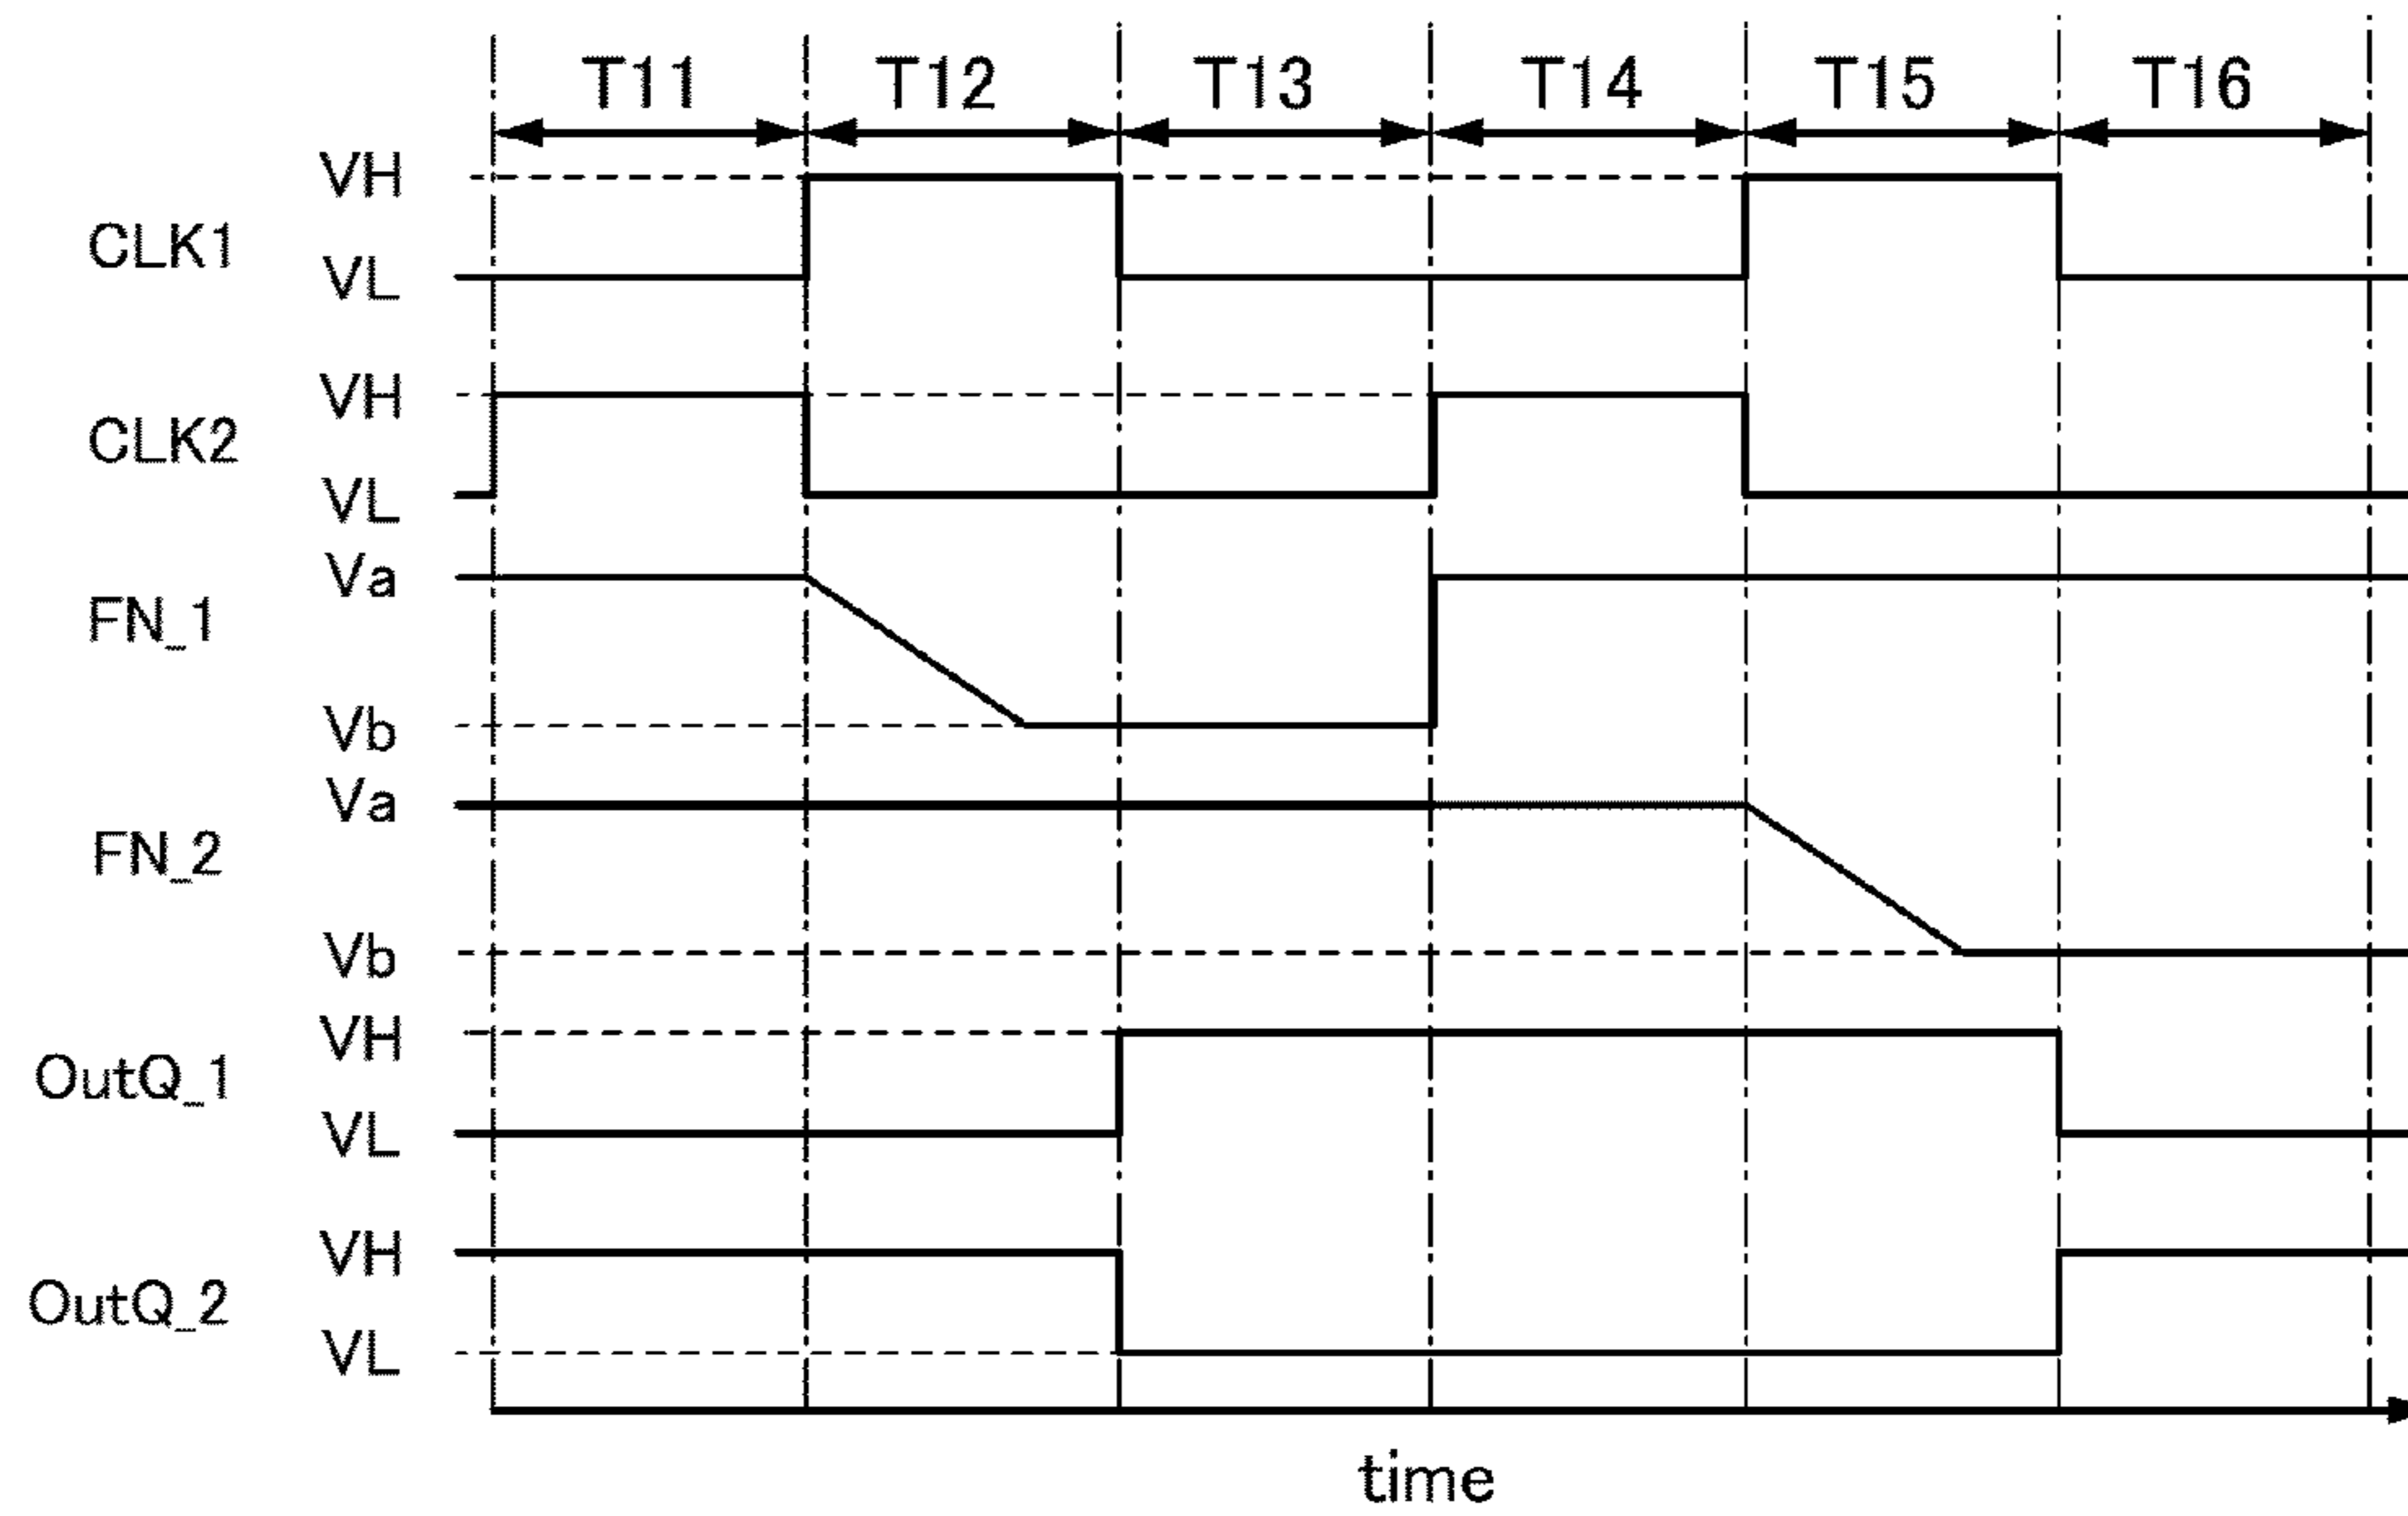 T11 T12 T13 T14 T15 T16
VH
CLK1
VL
VH
CLK2
VL
Va
FN_1
Vb
Va
FN_2
Vb
VH
OutQ_1
VL
VH
OutQ_2
VL
time